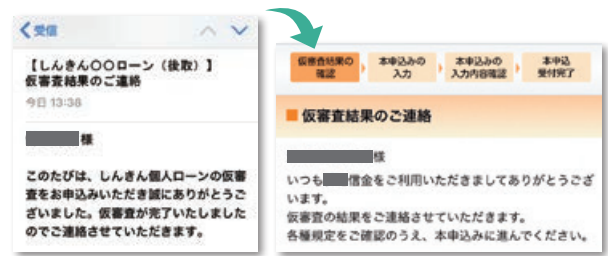 受信
【しんきん〇〇ローン（後取）】
仮審査結果のご連絡
今日 13:38
様
このたびは、しんきん個人ローンの仮審
査をお申込みいただき誠にありがとうご
ざいました。仮審査が完了いたしました
のでご連絡させていただきます。
仮審査結果の
確認
本申込みの
入力
本申込みの
入力内容確認
本申込
受付完了
仮審査結果のご連絡
様
いつも 信金をご利用いただきましてありがとうござ
います。
仮審査の結果をご連絡させていただきます。
各種規定をご確認のうえ、本申込みに進んでください。